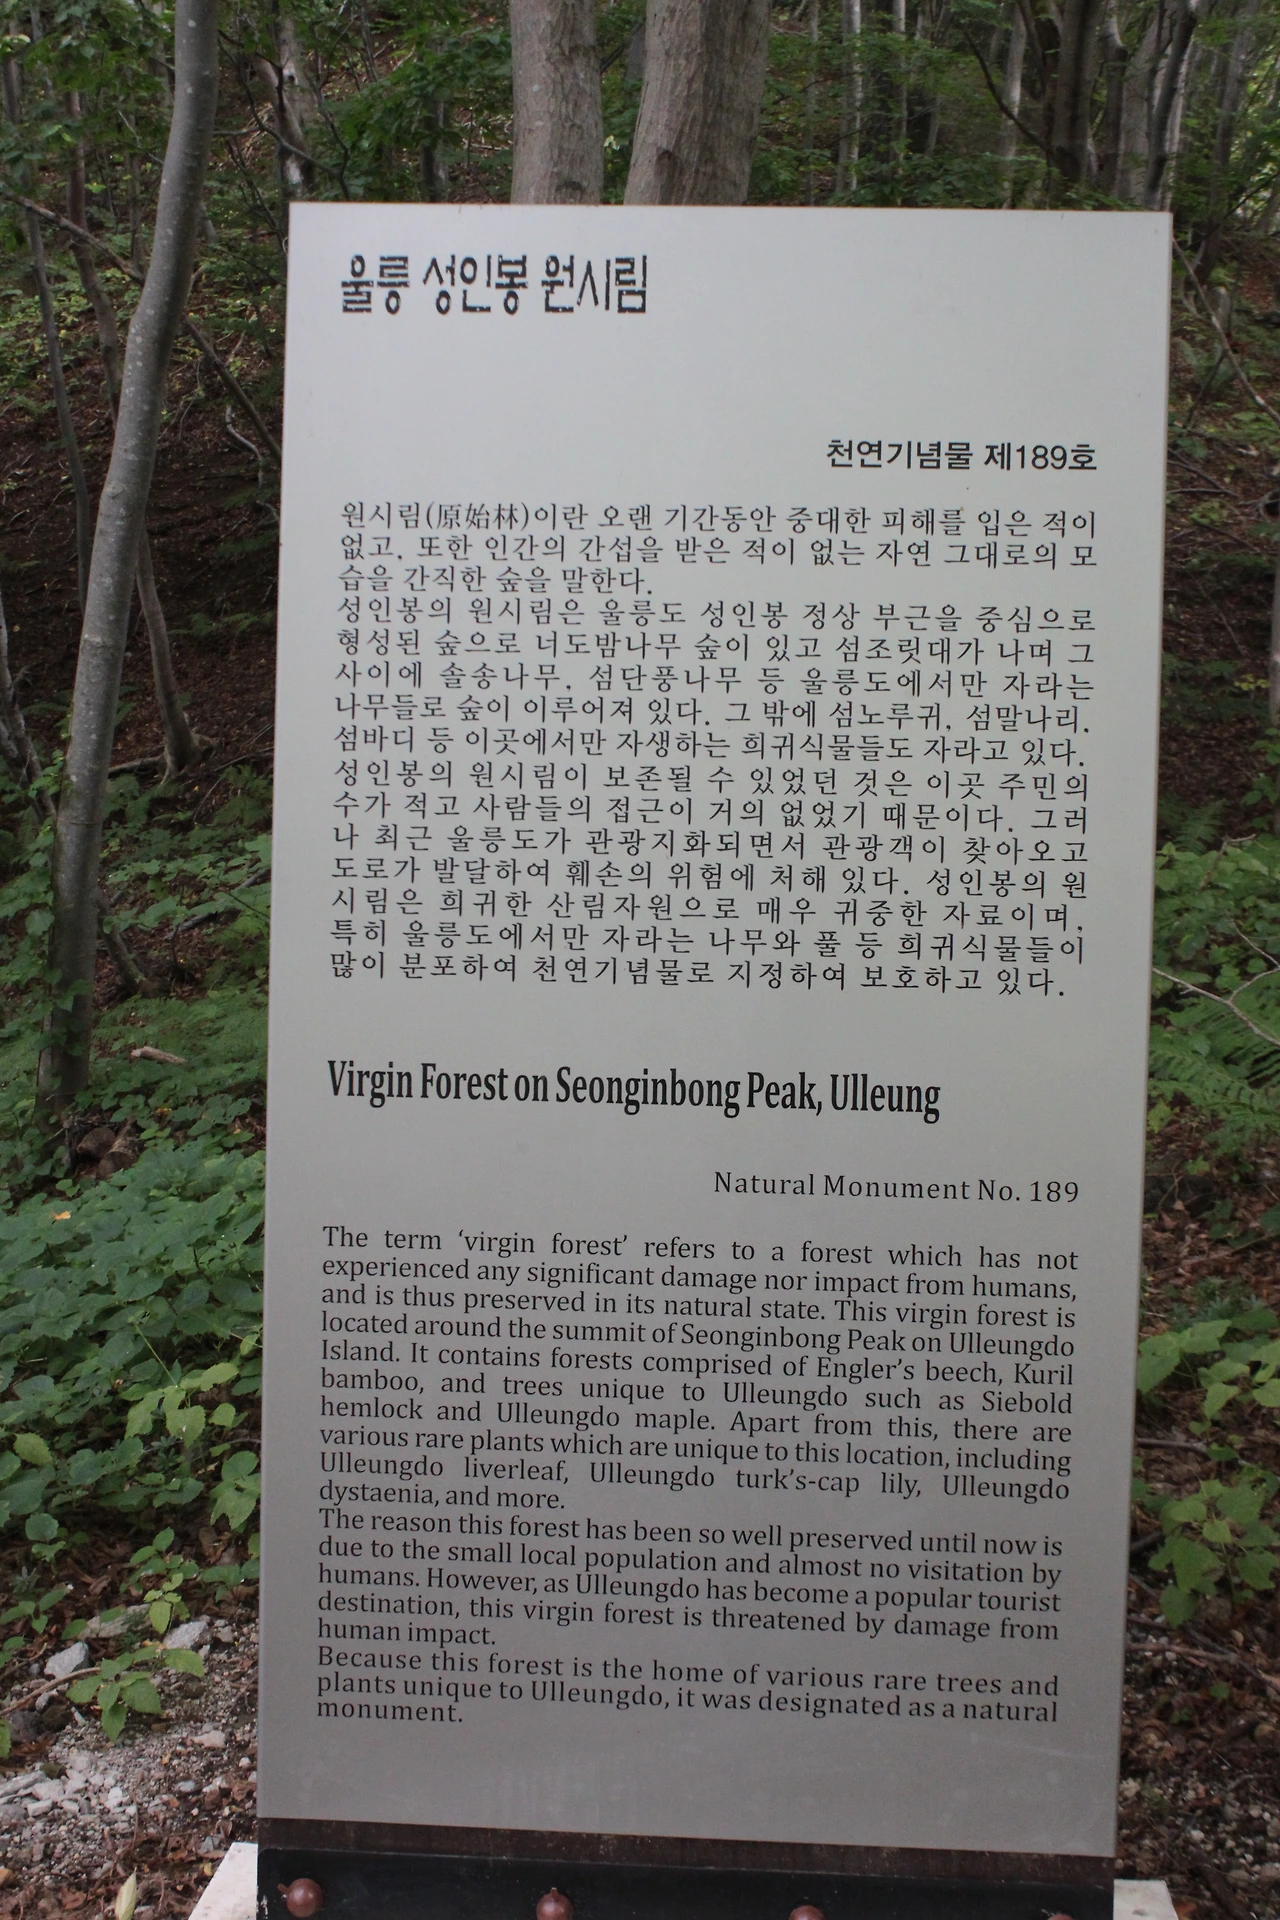 울릉 성인봉 원시림
천연기념물 제189호
원시림(原始林)이란 오랜 기간동안 중대한 피해를 입은 적이
없고, 또한 인간의 간섭을 받은 적이 없는 자연 그대로의 모
습을 간직한 숲을 말한다.
성인봉의 원시림은 울릉도 성인봉 정상 부근을 중심으로
형성된 숲으로 너도밤나무 숲이 있고 섬조릿대가 나며 그
사이에 솔송나무, 섬단풍나무 등 울릉도에서만 자라는
나무들로 숲이 이루어져 있다. 그 밖에 섬노루귀, 섬말나리,
섬바디 등 이곳에서만 자생하는 희귀식물들도 자라고 있다.
성인봉의 원시림이 보존될 수 있었던 것은 이곳 주민의
수가 적고 사람들의 접근이 거의 없었기 때문이다. 그러
나 최근 울릉도가 관광지화되면서 관광객이 찾아오고
도로가 발달하여 훼손의 위험에 처해 있다. 성인봉의 원
시림은 희귀한 산림자원으로 매우 귀중한 자료이며,
특히 울릉도에서만 자라는 나무와 풀 등 희귀식물들이
많이 분포하여 천연기념물로 지정하여 보호하고 있다.
Virgin Forest on Seonginbong Peak, Ulleung
Natural Monument No. 189
The term ‘virgin forest’ refers to a forest which has not
experienced any significant damage nor impact from humans,
and is thus preserved in its natural state. This virgin forest is
located around the summit of Seonginbong Peak on Ulleungdo
Island. It contains forests comprised of Engler’s beech, Kuril
bamboo, and trees unique to Ulleungdo such as Siebold
hemlock and Ulleungdo maple. Apart from this, there are
various rare plants which are unique to this location, including
Ulleungdo liverleaf, Ulleungdo turk’s-cap lily, Ulleungdo
dystaenia, and more.
The reason this forest has been so well preserved until now is
due to the small local population and almost no visitation by
humans. However, as Ulleungdo has become a popular tourist
destination, this virgin forest is threatened by damage from
human impact.
Because this forest is the home of various rare trees and
plants unique to Ulleungdo, it was designated as a natural
monument.